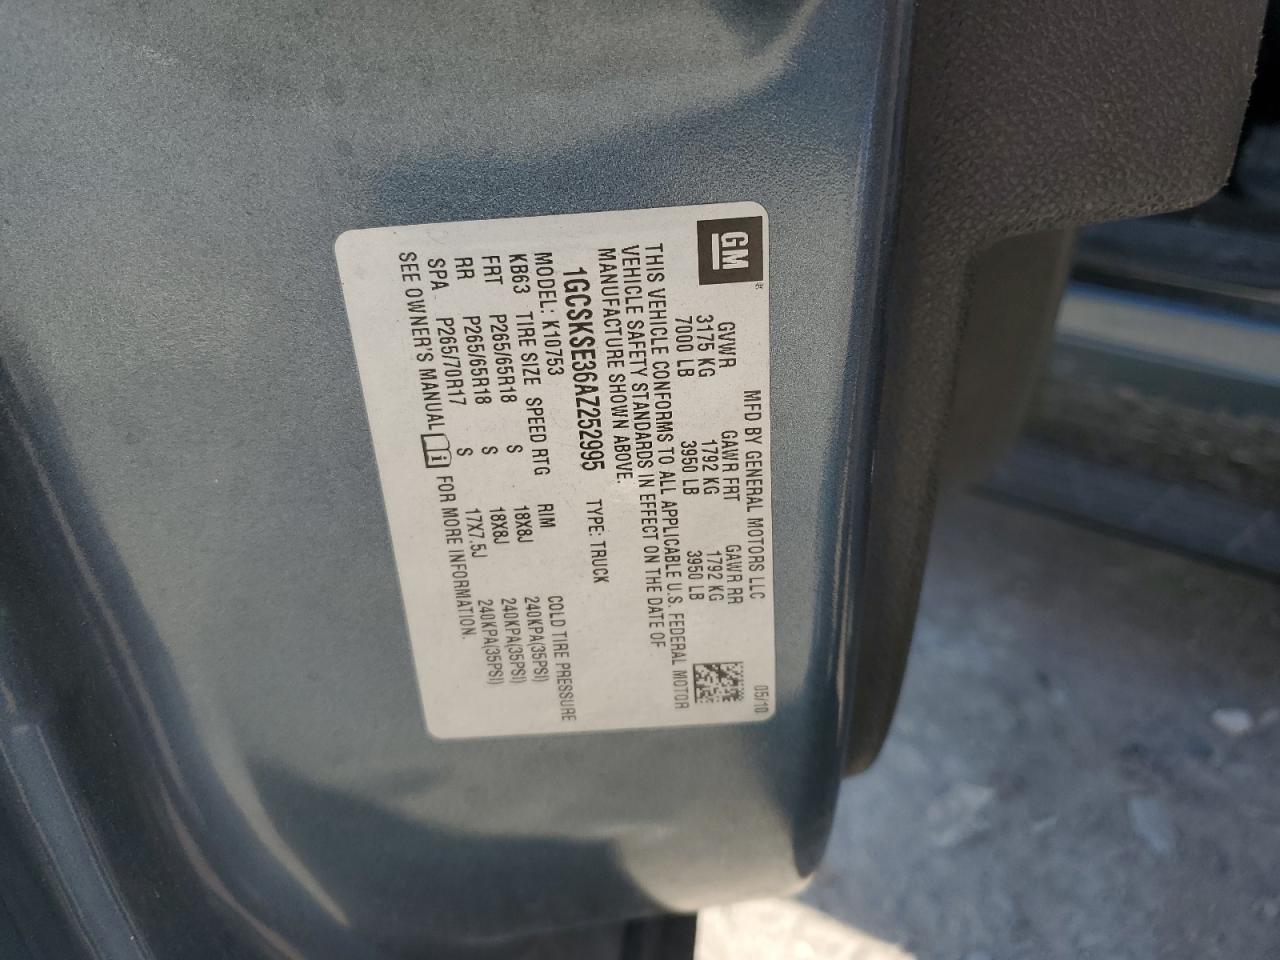 GM
MFD BY GENERAL MOTORS LLC 05/10
GVWR GAWR FRT GAWR RR
3175 KG 1792 KG 1792 KG
7000 LB 3950 LB 3950 LB
THIS VEHICLE CONFORMS TO ALL APPLICABLE U.S. FEDERAL MOTOR
VEHICLE SAFETY STANDARDS IN EFFECT ON THE DATE OF
MANUFACTURE SHOWN ABOVE.
1GCSKSE36AZ252995 TYPE: TRUCK
MODEL: K10753
KB63 TIRE SIZE SPEED RTG RIM COLD TIRE PRESSURE
FRT P265/65R18 S 18X8J 240KPA(35PSI)
RR P265/65R18 S 18X8J 240KPA(35PSI)
SPA P265/70R17 S 17X7.5J 240KPA(35PSI)
SEE OWNER'S MANUAL i FOR MORE INFORMATION.